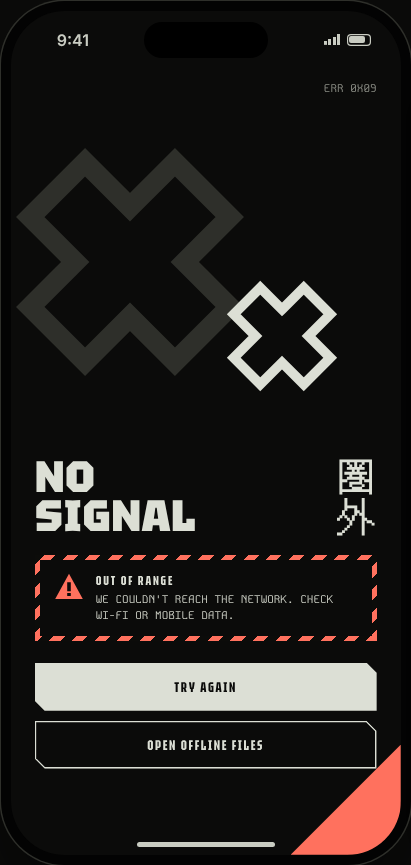 9:41
ERR 0X09
NO
SIGNAL
圏
外
OUT OF RANGE
WE COULDN'T REACH THE NETWORK. CHECK
WI-FI OR MOBILE DATA.
TRY AGAIN
OPEN OFFLINE FILES